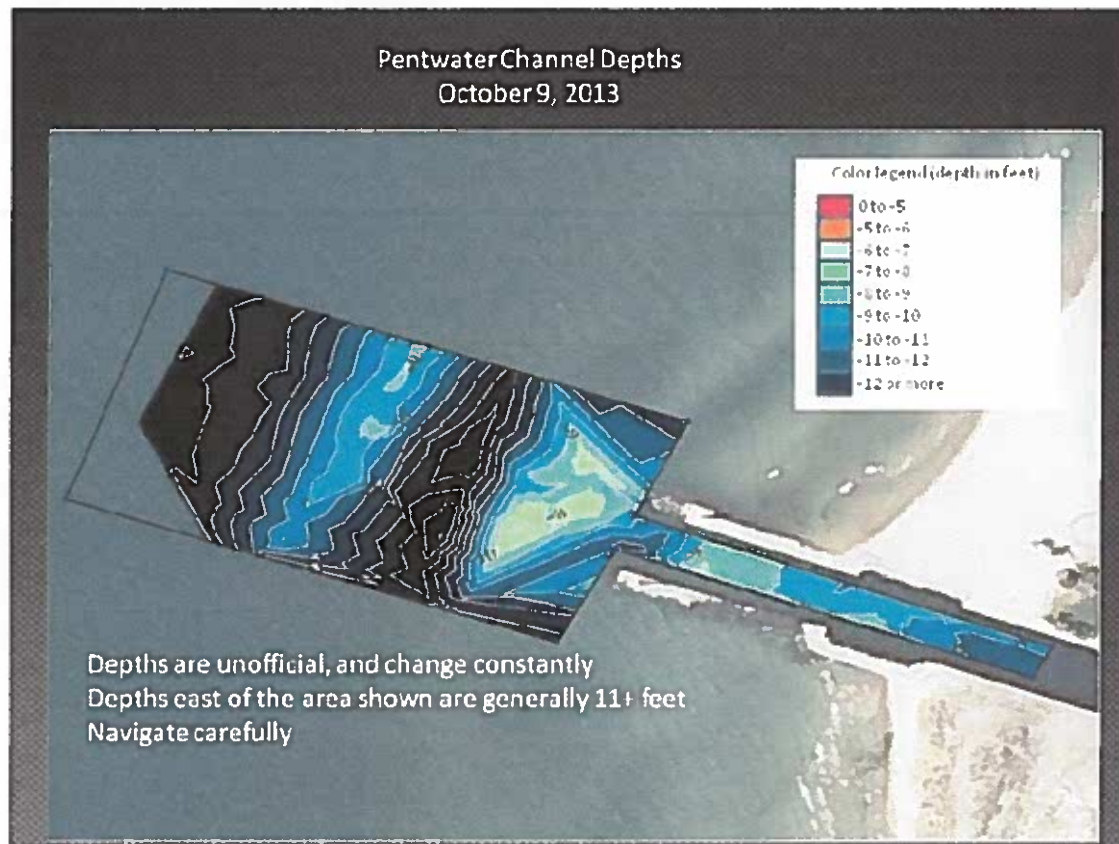 Pentwater Channel Depths
October 9, 2013
Color legend (depth in feet)
0 to -5
-5 to -6
-6 to -7
-7 to -8
-8 to -9
-9 to -10
-10 to -11
-11 to -12
-12 or more
Depths are unofficial, and change constantly
Depths east of the area shown are generally 11+ feet
Navigate carefully